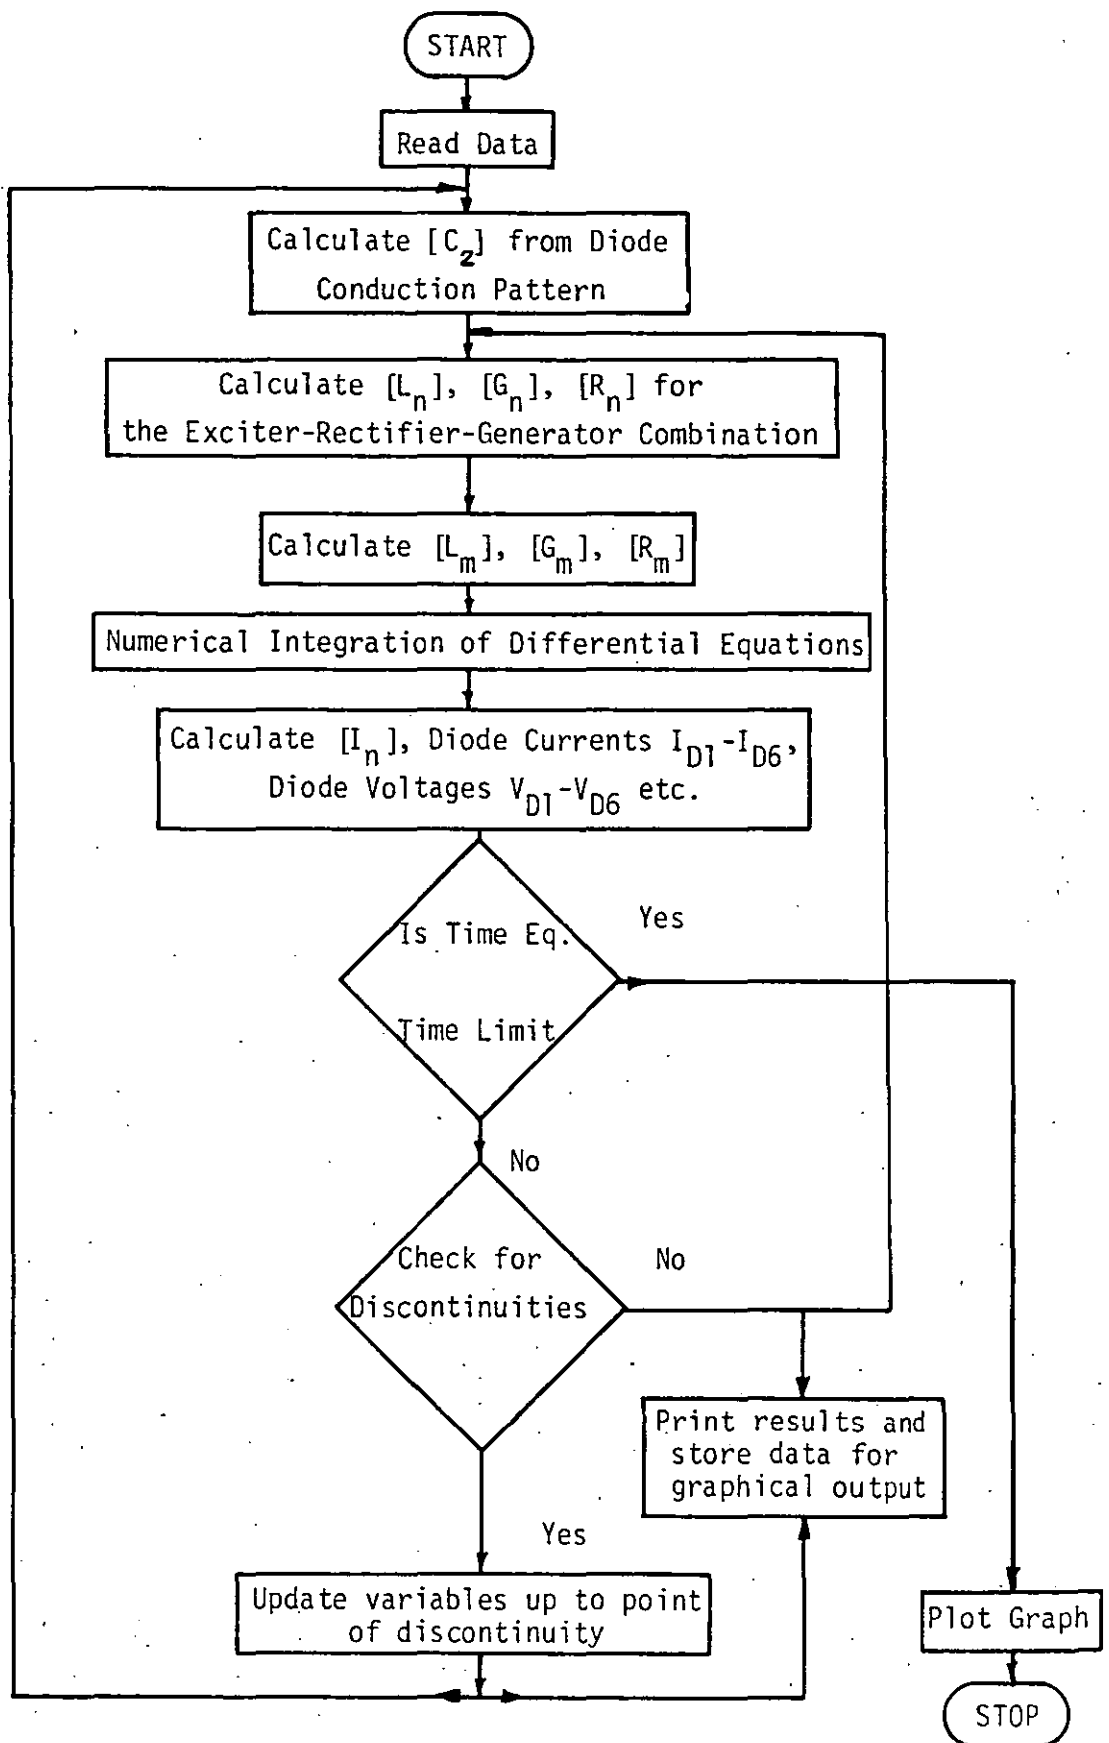 START
Read Data
Calculate [C_2] from Diode
Conduction Pattern
Calculate [L_n], [G_n], [R_n] for
the Exciter-Rectifier-Generator Combination
Calculate [L_m], [G_m], [R_m]
Numerical Integration of Differential Equations
Calculate [I_n], Diode Currents I_D1-I_D6,
Diode Voltages V_D1-V_D6 etc.
Yes
Is Time Eq.
Time Limit
No
Check for
Discontinuities
No
Print results and
store data for
graphical output
Yes
Update variables up to point
of discontinuity
Plot Graph
STOP